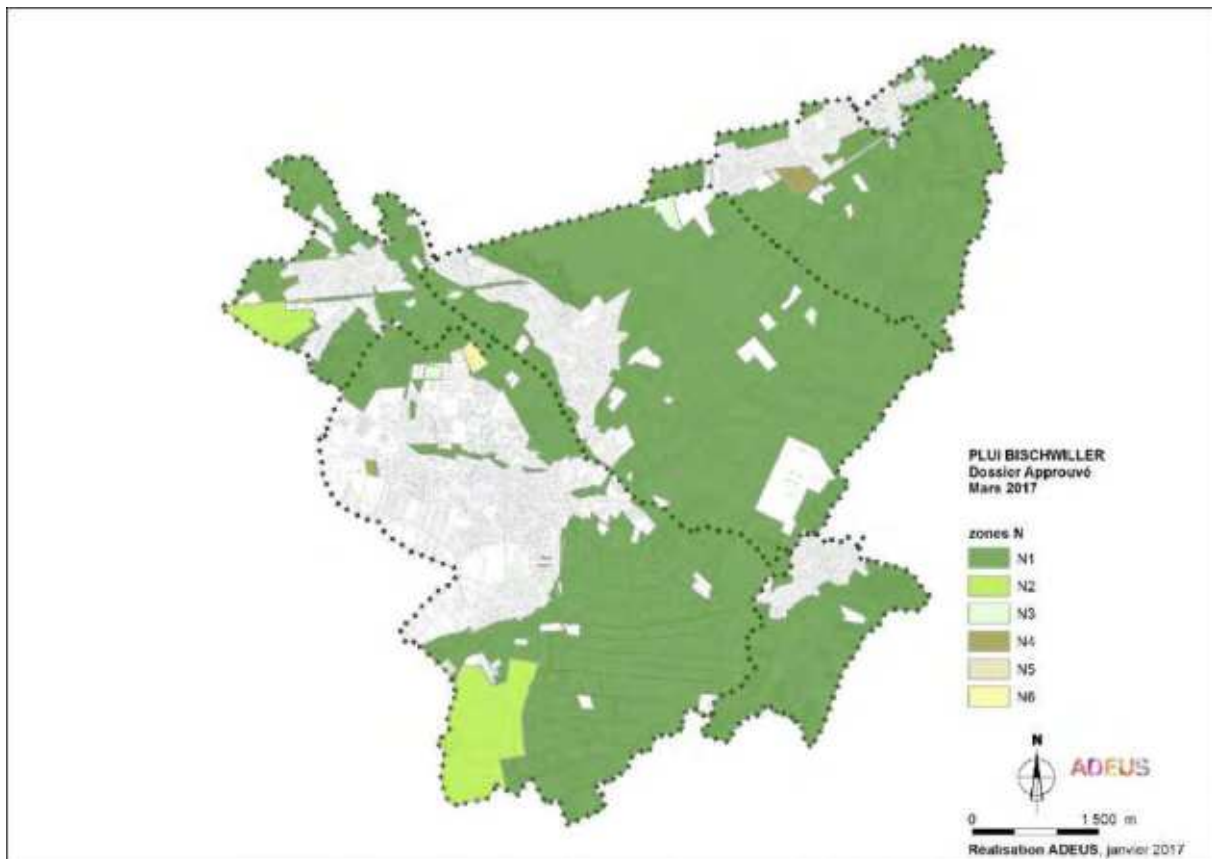 PLUi BISCHWILLER
Dossier Approuvé
Mars 2017
zones N
N1
N2
N3
N4
N5
N6
N
ADEUS
0 1 500 m
Réalisation ADEUS, janvier 2017